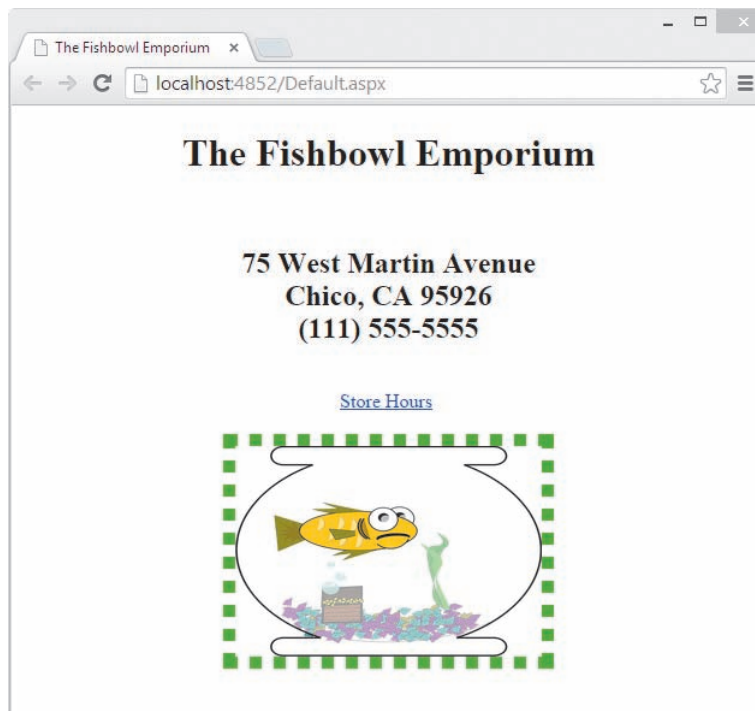 The Fishbowl Emporium
localhost:4852/Default.aspx
The Fishbowl Emporium
75 West Martin Avenue
Chico, CA 95926
(111) 555-5555
Store Hours